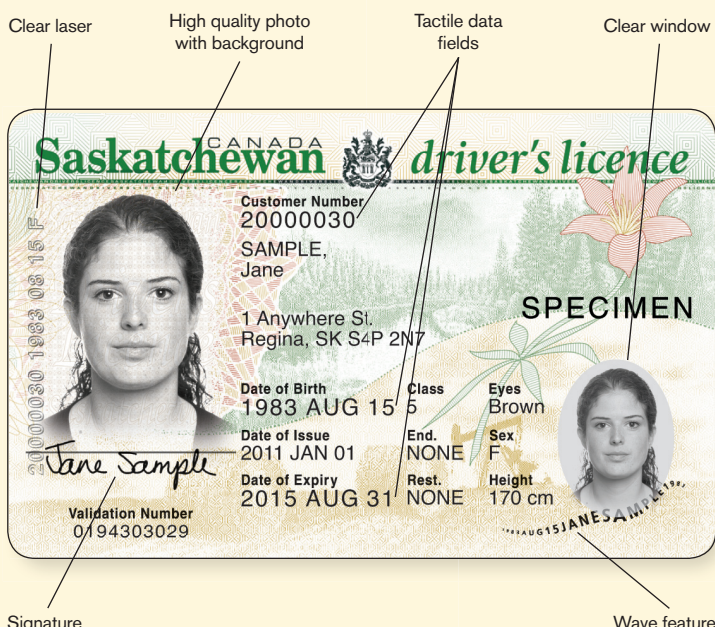 Clear laser
High quality photo
with background
Tactile data
fields
Clear window
CANADA
Saskatchewan driver's licence
Customer Number
20000030
SAMPLE,
Jane
1 Anywhere St.
Regina, SK S4P 2N7
SPECIMEN
20000030 1983 08 15 F
Date of Birth
1983 AUG 15
Class
5
Eyes
Brown
Date of Issue
2011 JAN 01
End.
NONE
Sex
F
Date of Expiry
2015 AUG 31
Rest.
NONE
Height
170 cm
Jane Sample
Validation Number
0194303029
1983AUG15JANESAMPLE1983
Signature
Wave feature